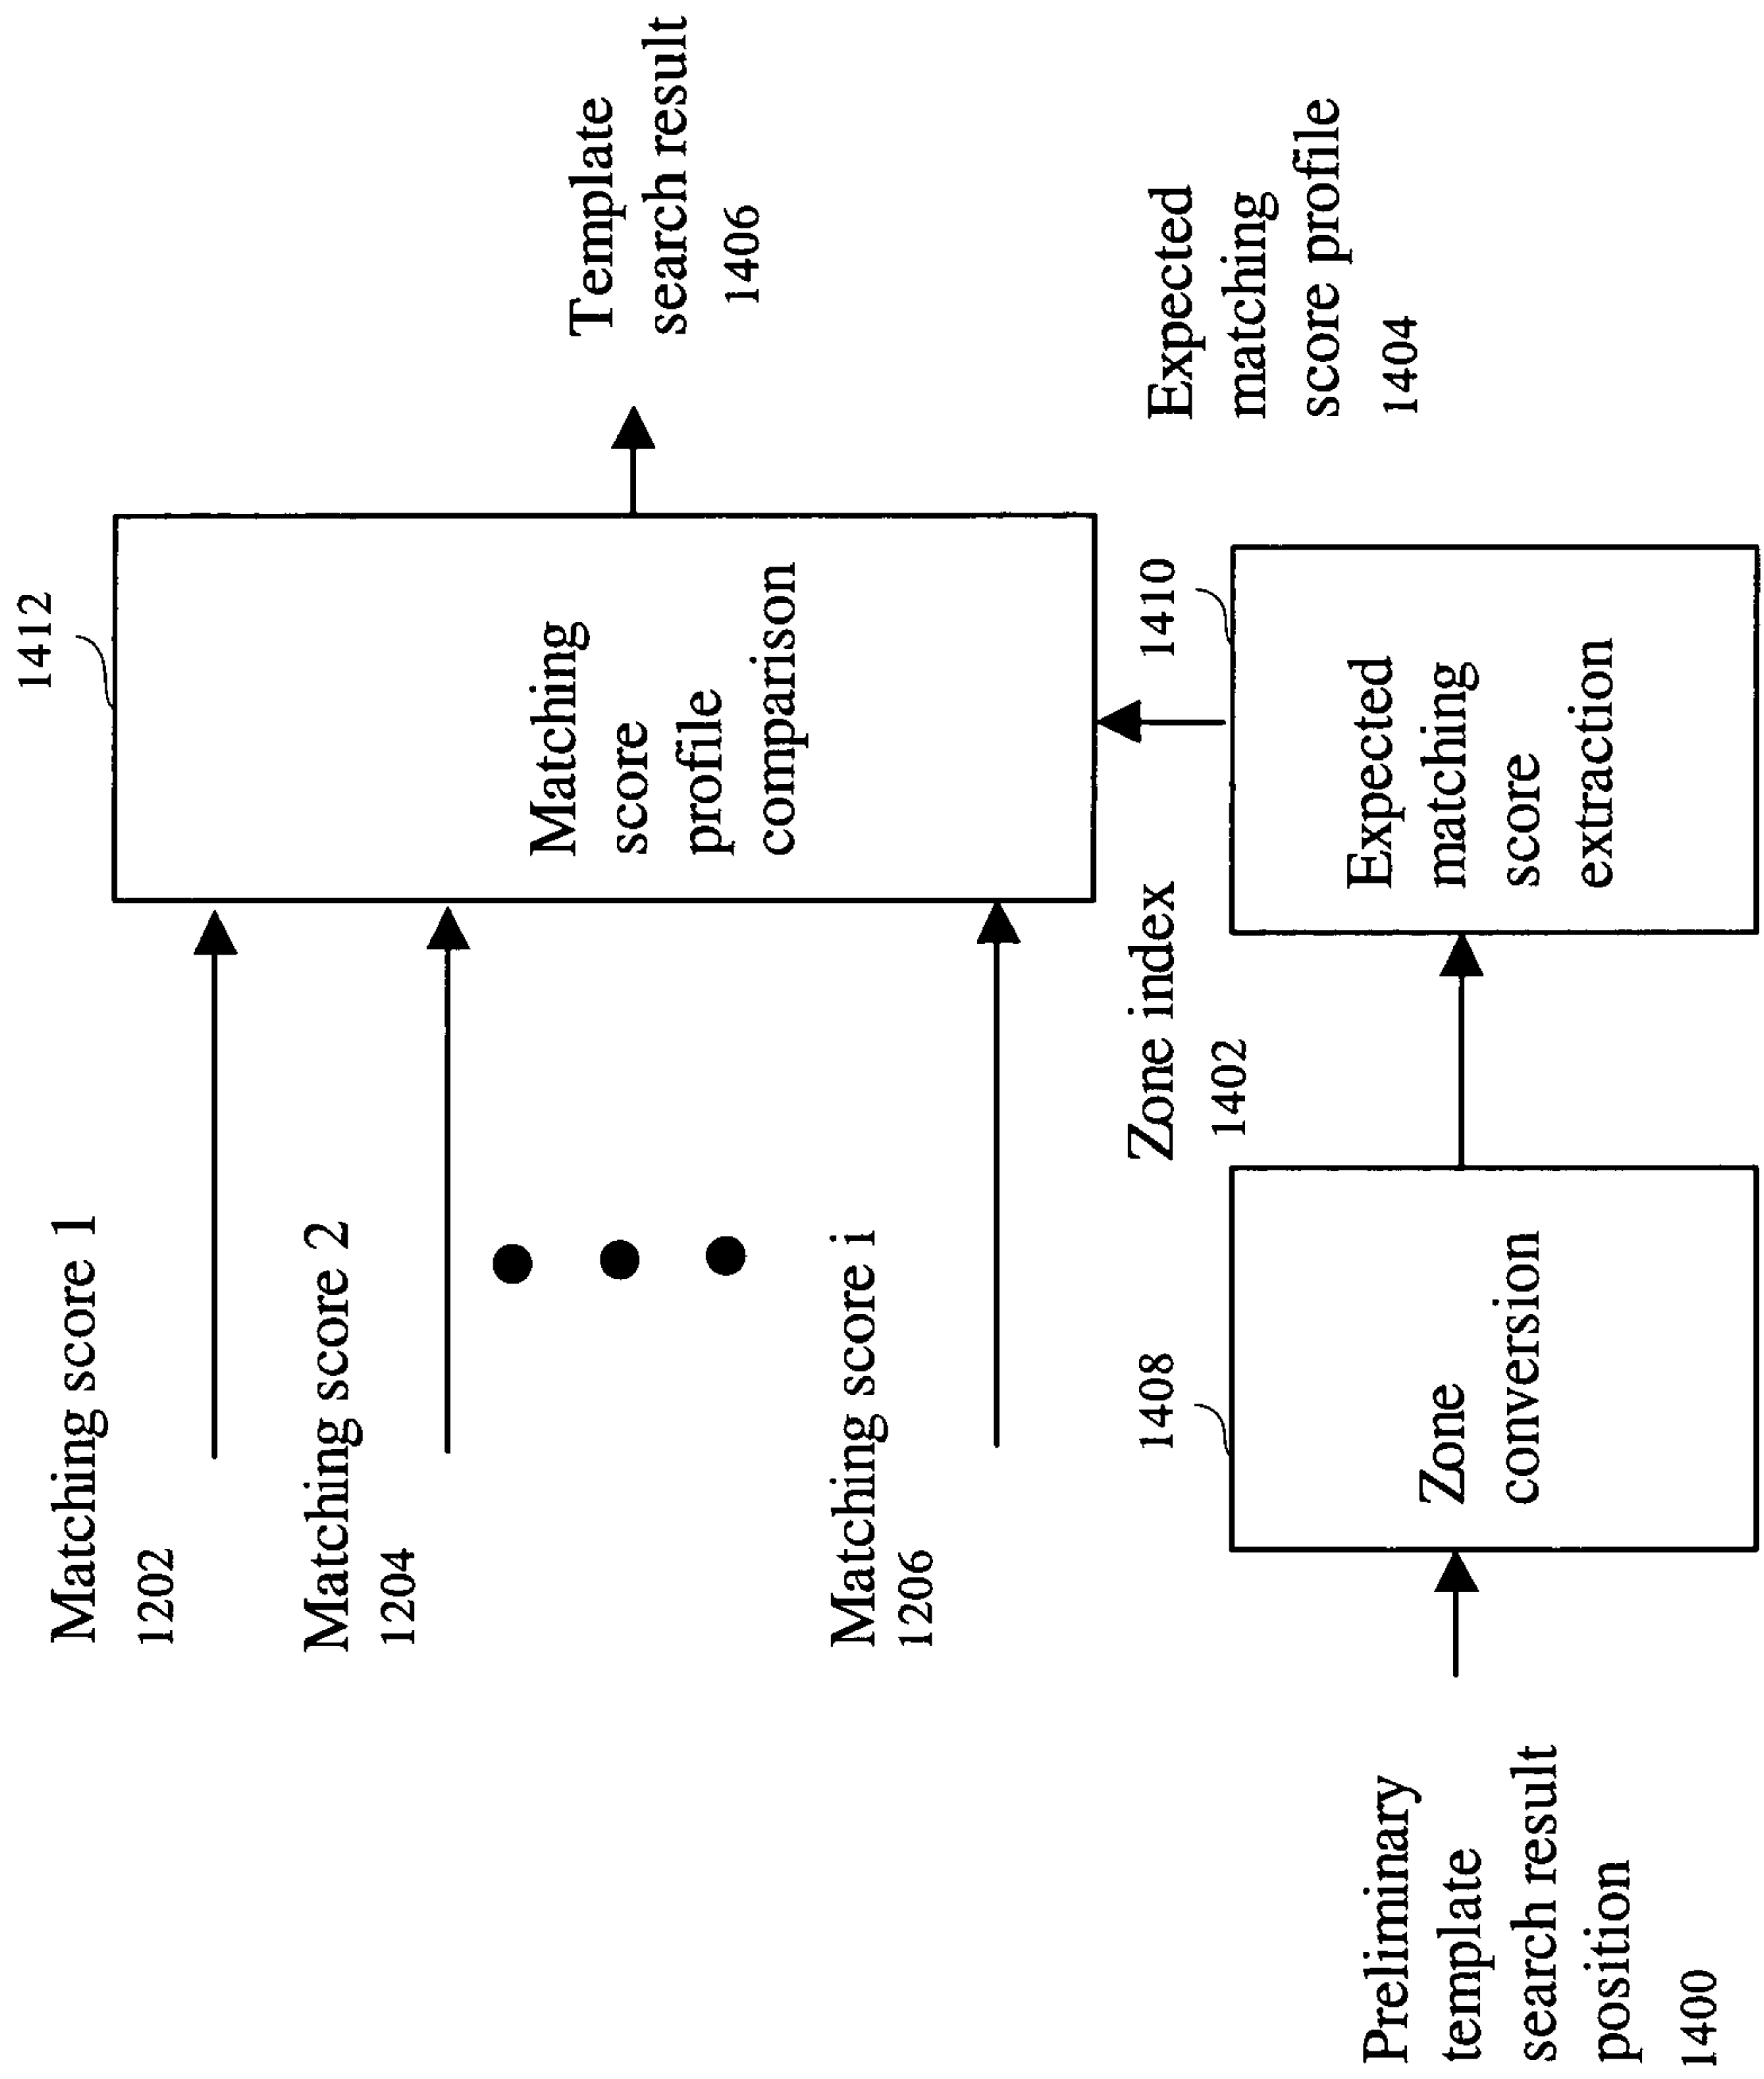 Matching score 1
1202
1412
Matching score 2
1204
Matching
score
profile
comparison
Template
search result
1406
Matching score i
1206
Zone index
1402
Expected
matching
score profile
1404
1408
1410
Preliminary
template
search result
position
1400
Zone
conversion
Expected
matching
score
extraction